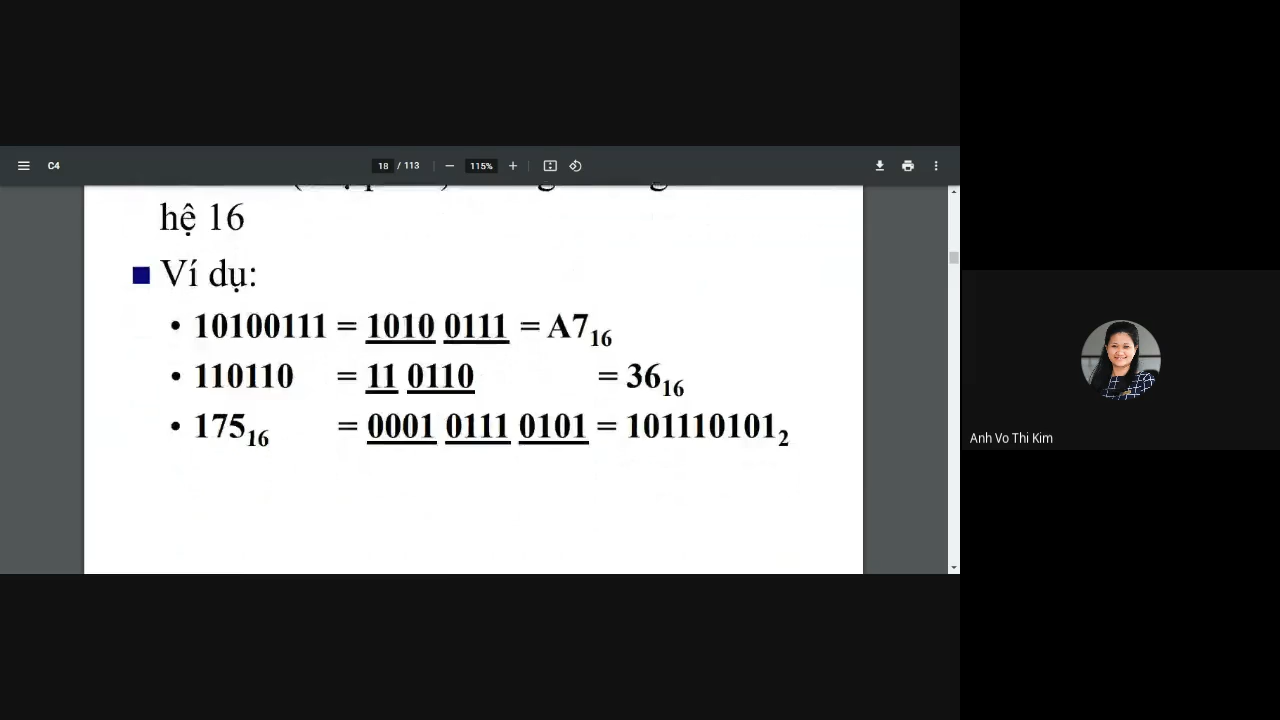 C4
18 / 113
115%
hệ 16
Ví dụ:
• 10100111 = 1010 0111 = A7₁₆
• 110110 = 11 0110 = 36₁₆
• 175₁₆ = 0001 0111 0101 = 101110101₂
Anh Vo Thi Kim